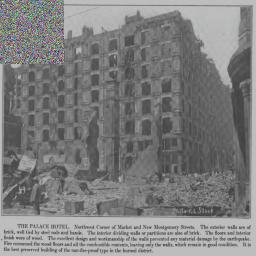 THE PALACE HOTEL. Northwest Corner of Market and New Montgomery Streets. The exterior walls are of
brick, well tied by steel rods and bands. The interior dividing walls or partitions are also of brick. The floors and interior
finish were of wood. The excellent design and workmanship of the walls prevented any material damage by the earthquake.
Fire consumed the wood floors and all the combustible contents, leaving only the walls, which remain in good condition. It is
the best preserved building of the non-fire-proof type in the burned district.